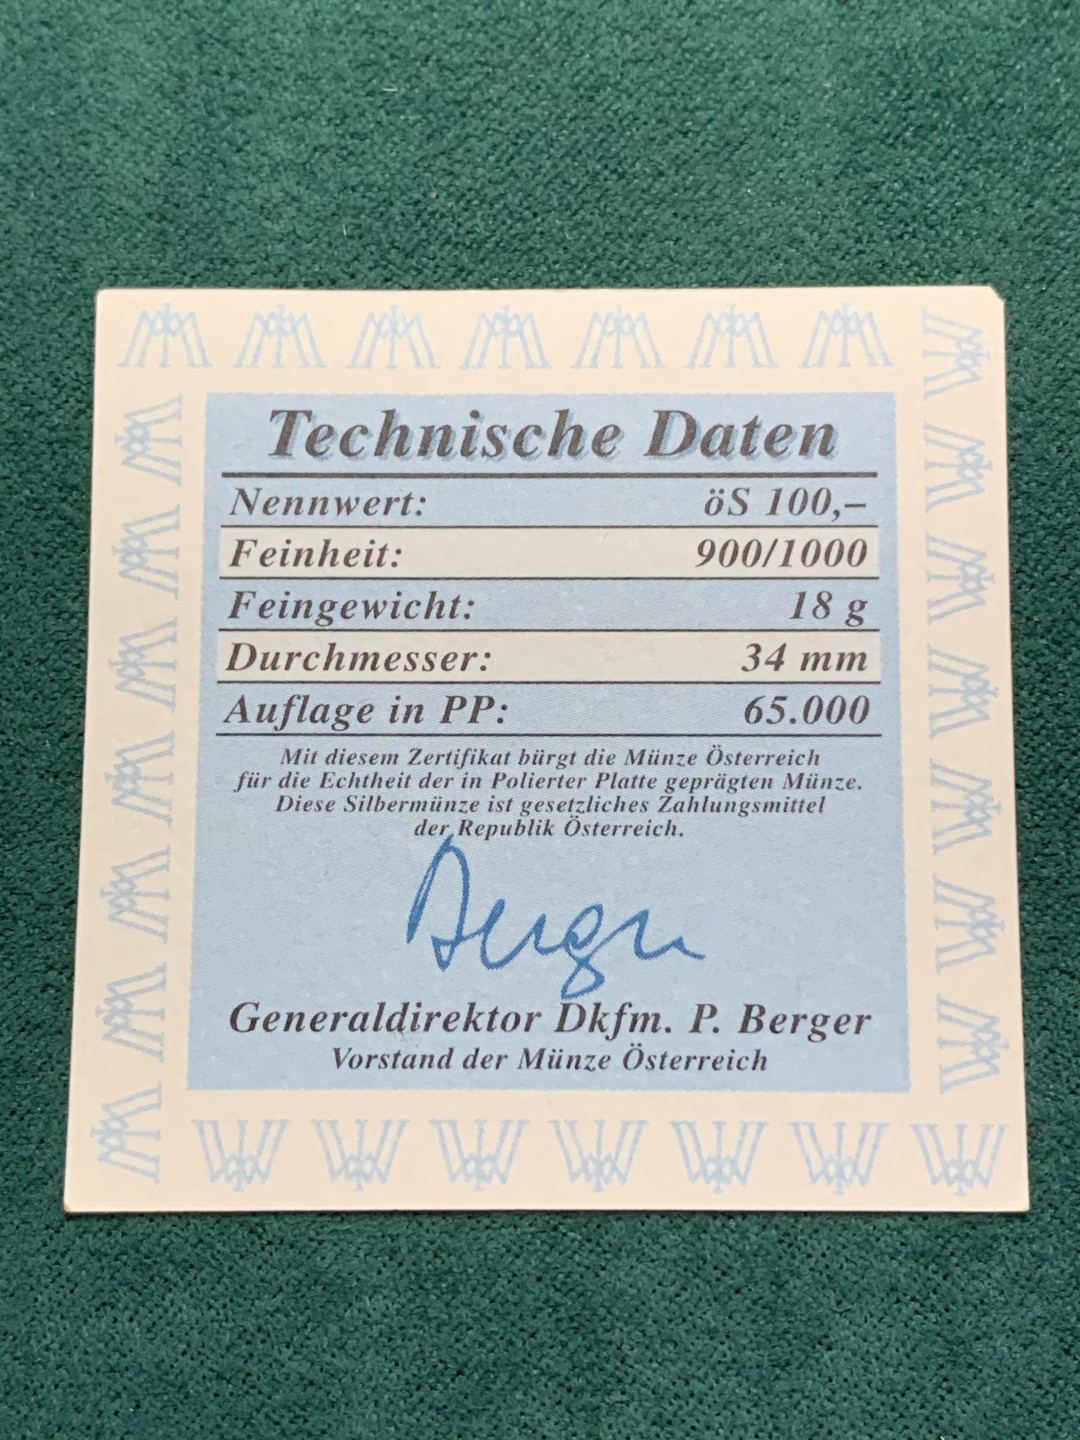 Technische Daten
Nennwert: öS 100,–
Feinheit: 900/1000
Feingewicht: 18 g
Durchmesser: 34 mm
Auflage in PP: 65.000
Mit diesem Zertifikat bürgt die Münze Österreich
für die Echtheit der in Polierter Platte geprägten Münze.
Diese Silbermünze ist gesetzliches Zahlungsmittel
der Republik Österreich.
Berger
Generaldirektor Dkfm. P. Berger
Vorstand der Münze Österreich